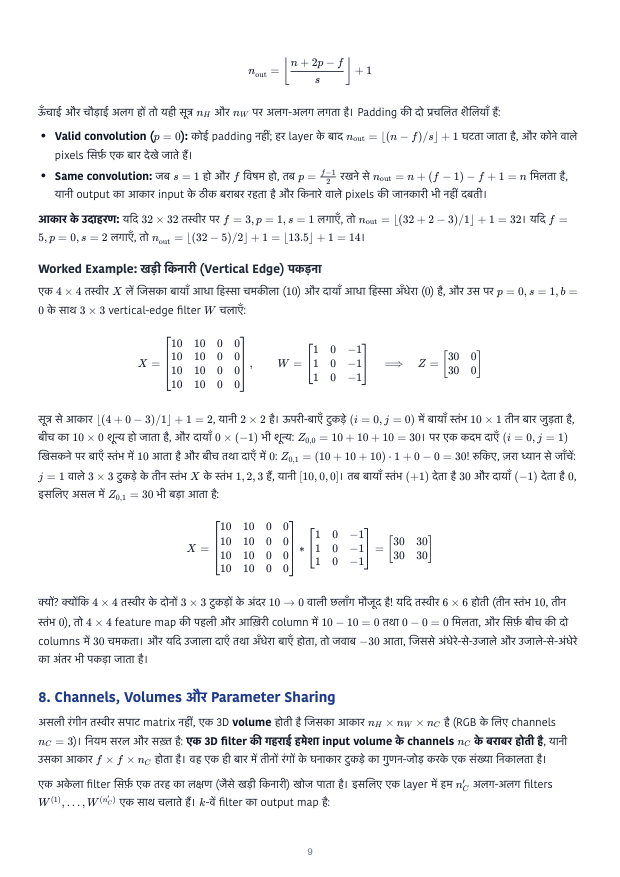 n_out = ⌊(n + 2p − f)/s⌋ + 1
ऊँचाई और चौड़ाई अलग हों तो यही सूत्र n_H और n_W पर अलग-अलग लगता है। Padding की दो प्रचलित शैलियाँ हैं:
• Valid convolution (p = 0): कोई padding नहीं; हर layer के बाद n_out = ⌊(n − f)/s⌋ + 1 घटता जाता है, और कोने वाले
pixels सिर्फ़ एक बार देखे जाते हैं।
• Same convolution: जब s = 1 हो और f विषम हो, तब p = (f−1)/2 रखने से n_out = n + (f − 1) − f + 1 = n मिलता है,
यानी output का आकार input के ठीक बराबर रहता है और किनारे वाले pixels की जानकारी भी नहीं दबती।
आकार के उदाहरण: यदि 32 × 32 तस्वीर पर f = 3, p = 1, s = 1 लगाएँ, तो n_out = ⌊(32 + 2 − 3)/1⌋ + 1 = 32। यदि f =
5, p = 0, s = 2 लगाएँ, तो n_out = ⌊(32 − 5)/2⌋ + 1 = ⌊13.5⌋ + 1 = 14।
Worked Example: खड़ी किनारी (Vertical Edge) पकड़ना
एक 4 × 4 तस्वीर X लें जिसका बायाँ आधा हिस्सा चमकीला (10) और दायाँ आधा हिस्सा अँधेरा (0) है, और उस पर p = 0, s = 1, b =
0 के साथ 3 × 3 vertical-edge filter W चलाएँ:
X = [10 10 0 0; 10 10 0 0; 10 10 0 0; 10 10 0 0], W = [1 0 −1; 1 0 −1; 1 0 −1] ⟹ Z = [30 0; 30 0]
सूत्र से आकार ⌊(4 + 0 − 3)/1⌋ + 1 = 2, यानी 2 × 2 है। ऊपरी-बाएँ टुकड़े (i = 0, j = 0) में बायाँ स्तंभ 10 × 1 तीन बार जुड़ता है,
बीच का 10 × 0 शून्य हो जाता है, और दायाँ 0 × (−1) भी शून्य: Z_{0,0} = 10 + 10 + 10 = 30। पर एक कदम दाएँ (i = 0, j = 1)
खिसकने पर बाएँ स्तंभ में 10 आता है और बीच तथा दाएँ में 0: Z_{0,1} = (10 + 10 + 10) · 1 + 0 − 0 = 30! रुकिए, ज़रा ध्यान से जाँचें:
j = 1 वाले 3 × 3 टुकड़े के तीन स्तंभ X के स्तंभ 1, 2, 3 हैं, यानी [10, 0, 0]। तब बायाँ स्तंभ (+1) देता है 30 और दायाँ (−1) देता है 0,
इसलिए असल में Z_{0,1} = 30 भी बड़ा आता है:
X = [10 10 0 0; 10 10 0 0; 10 10 0 0; 10 10 0 0] ∗ [1 0 −1; 1 0 −1; 1 0 −1] = [30 30; 30 30]
क्यों? क्योंकि 4 × 4 तस्वीर के दोनों 3 × 3 टुकड़ों के अंदर 10 → 0 वाली छलाँग मौजूद है! यदि तस्वीर 6 × 6 होती (तीन स्तंभ 10, तीन
स्तंभ 0), तो 4 × 4 feature map की पहली और आख़िरी column में 10 − 10 = 0 तथा 0 − 0 = 0 मिलता, और सिर्फ़ बीच की दो
columns में 30 चमकता। और यदि उजाला दाएँ तथा अँधेरा बाएँ होता, तो जवाब −30 आता, जिससे अंधेरे-से-उजाले और उजाले-से-अंधेरे
का अंतर भी पकड़ा जाता है।
8. Channels, Volumes और Parameter Sharing
असली रंगीन तस्वीर सपाट matrix नहीं, एक 3D volume होती है जिसका आकार n_H × n_W × n_C है (RGB के लिए channels
n_C = 3)। नियम सरल और सख़्त है: एक 3D filter की गहराई हमेशा input volume के channels n_C के बराबर होती है, यानी
उसका आकार f × f × n_C होता है। वह एक ही बार में तीनों रंगों के घनाकार टुकड़े का गुणन-जोड़ करके एक संख्या निकालता है।
एक अकेला filter सिर्फ़ एक तरह का लक्षण (जैसे खड़ी किनारी) खोज पाता है। इसलिए एक layer में हम n′_C अलग-अलग filters
W^{(1)}, . . . , W^{(n′_C)} एक साथ चलाते हैं। k-वें filter का output map है:
9